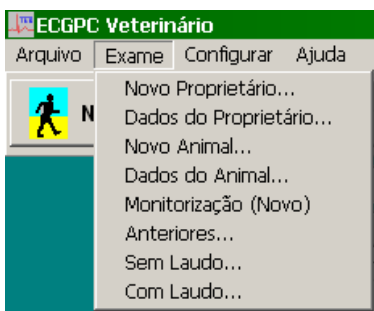 ECGPC Veterinário
Arquivo Exame Configurar Ajuda
N
Novo Proprietário...
Dados do Proprietário...
Novo Animal...
Dados do Animal...
Monitorização (Novo)
Anteriores...
Sem Laudo...
Com Laudo...